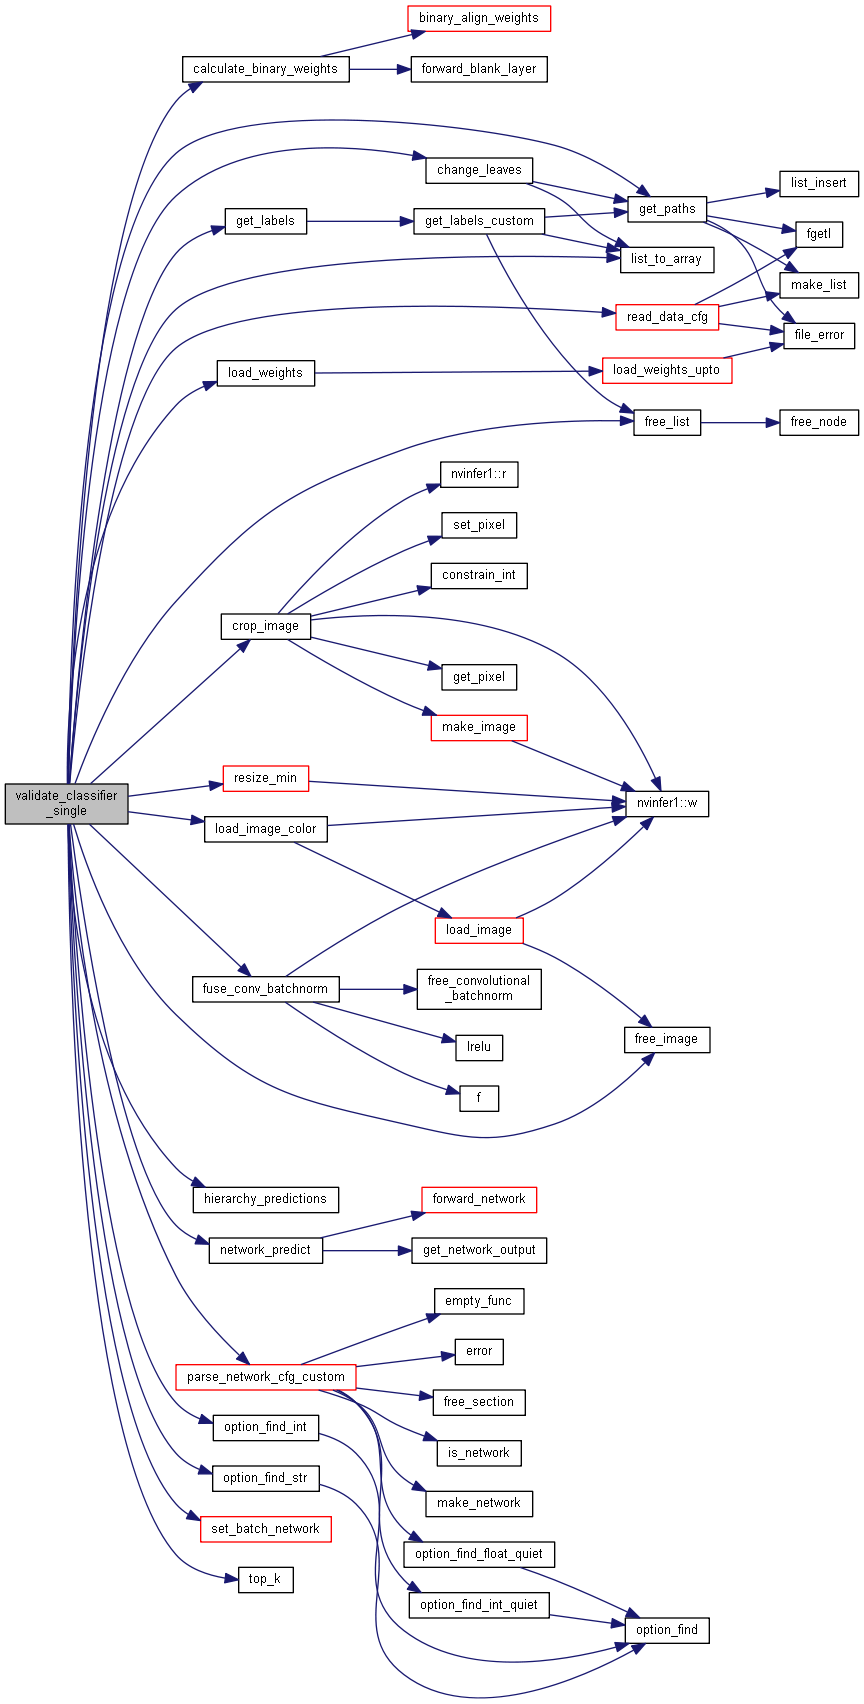 binary_align_weights
calculate_binary_weights
forward_blank_layer
change_leaves
list_insert
get_paths
get_labels
get_labels_custom
fgetl
list_to_array
make_list
read_data_cfg
file_error
load_weights
load_weights_upto
free_list
free_node
nvinfer1::r
set_pixel
constrain_int
crop_image
get_pixel
make_image
resize_min
validate_classifier
_single
nvinfer1::w
load_image_color
load_image
fuse_conv_batchnorm
free_convolutional
_batchnorm
free_image
lrelu
f
hierarchy_predictions
forward_network
network_predict
get_network_output
empty_func
error
parse_network_cfg_custom
free_section
option_find_int
is_network
option_find_str
make_network
set_batch_network
option_find_float_quiet
top_k
option_find_int_quiet
option_find